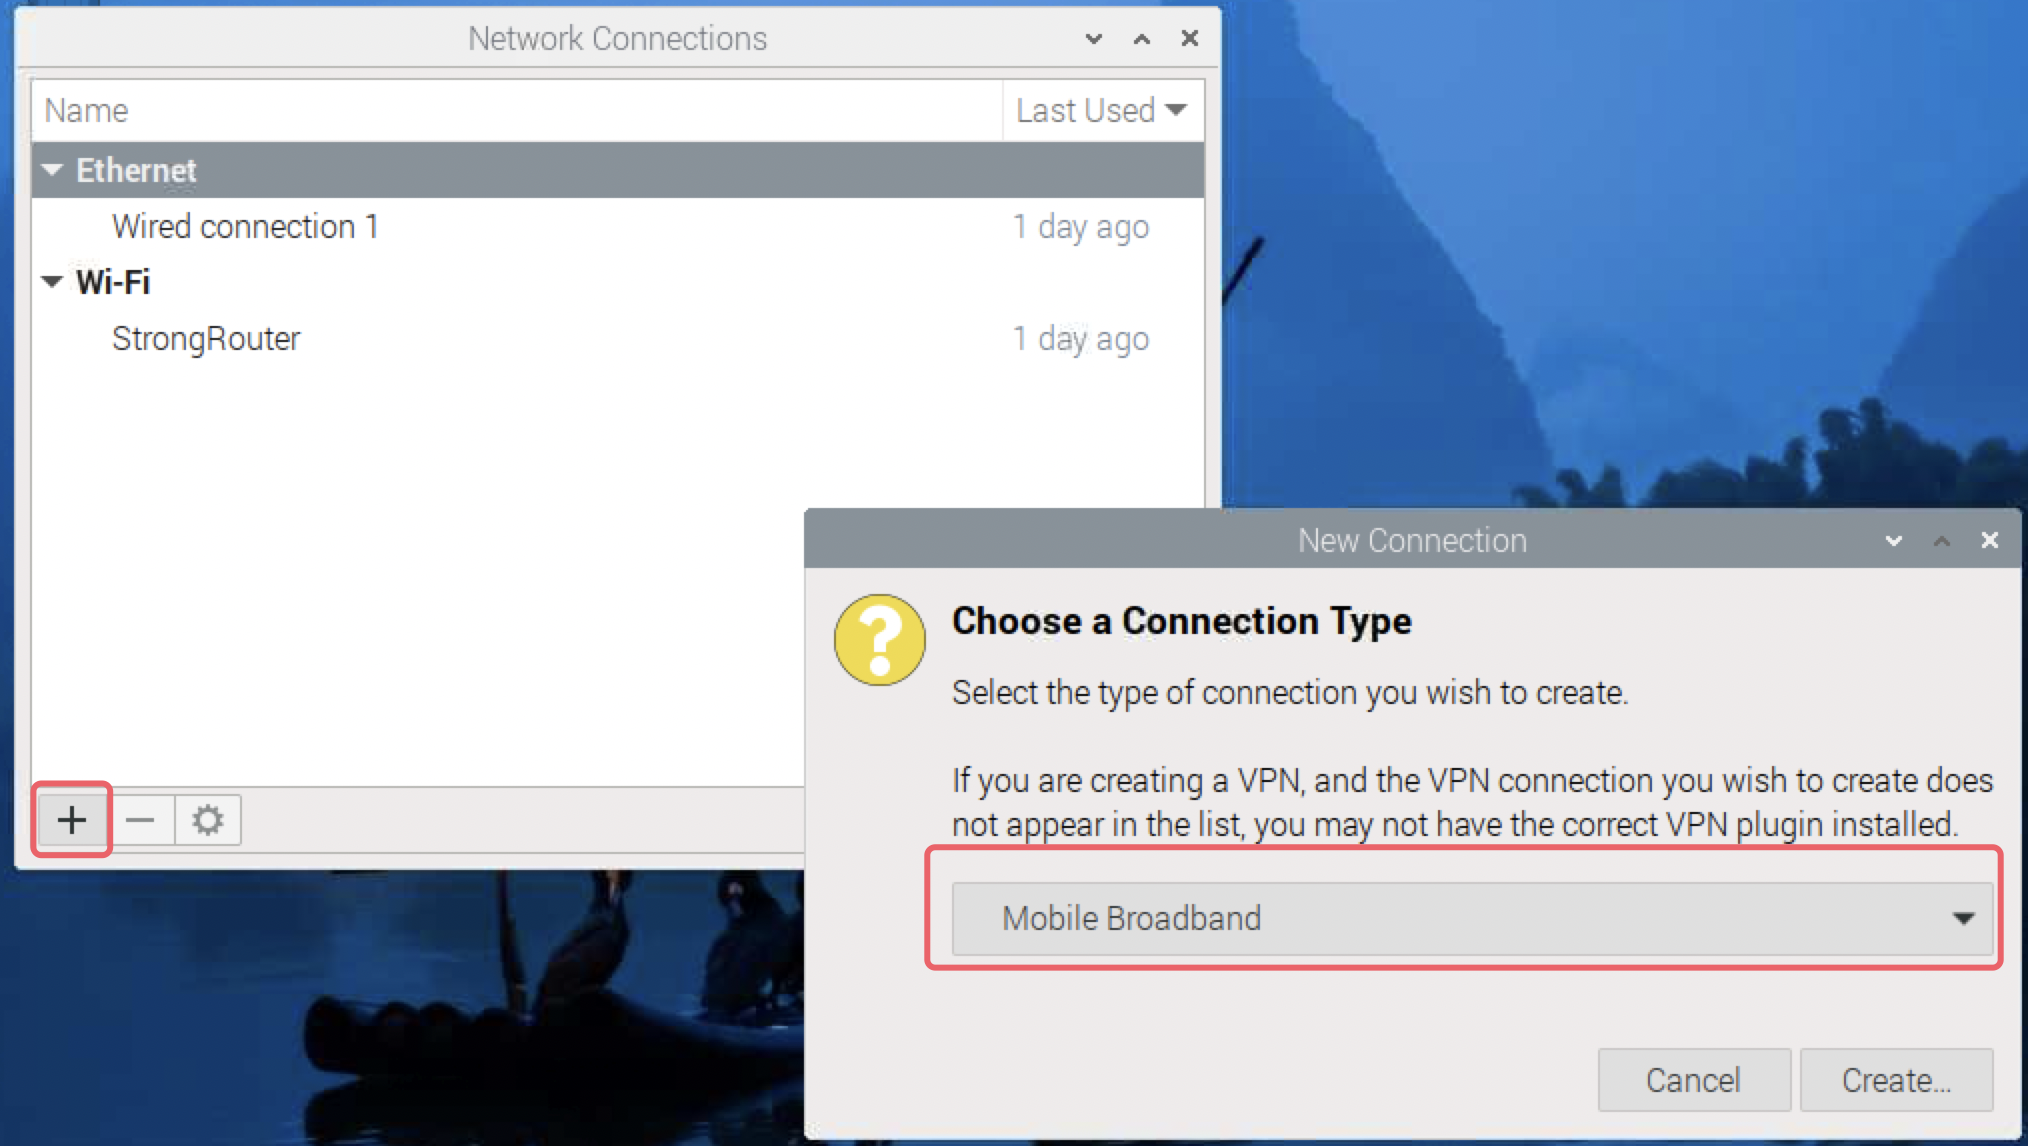 Network Connections
Name
Last Used
Ethernet
Wired connection 1
1 day ago
Wi-Fi
StrongRouter
1 day ago
New Connection
Choose a Connection Type
Select the type of connection you wish to create.
If you are creating a VPN, and the VPN connection you wish to create does
not appear in the list, you may not have the correct VPN plugin installed.
Mobile Broadband
Cancel
Create...